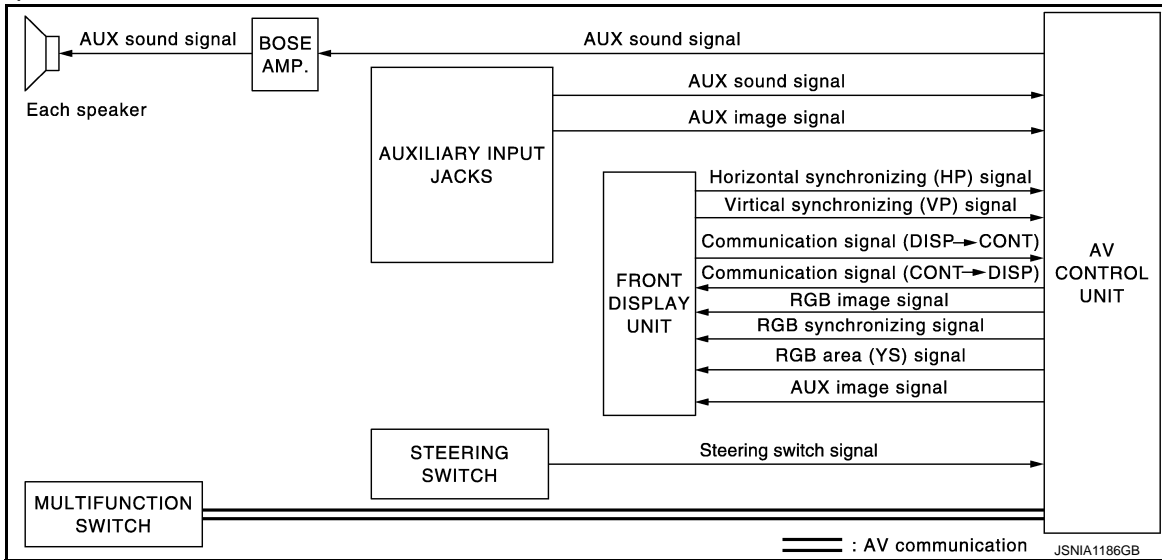 AUX sound signal
BOSE
AMP.
AUX sound signal
Each speaker
AUXILIARY INPUT
JACKS
AUX sound signal
AUX image signal
FRONT
DISPLAY
UNIT
Horizontal synchronizing (HP) signal
Virtical synchronizing (VP) signal
Communication signal (DISP→CONT)
Communication signal (CONT→DISP)
RGB image signal
RGB synchronizing signal
RGB area (YS) signal
AUX image signal
AV
CONTROL
UNIT
STEERING
SWITCH
Steering switch signal
MULTIFUNCTION
SWITCH
: AV communication
JSNIA1186GB